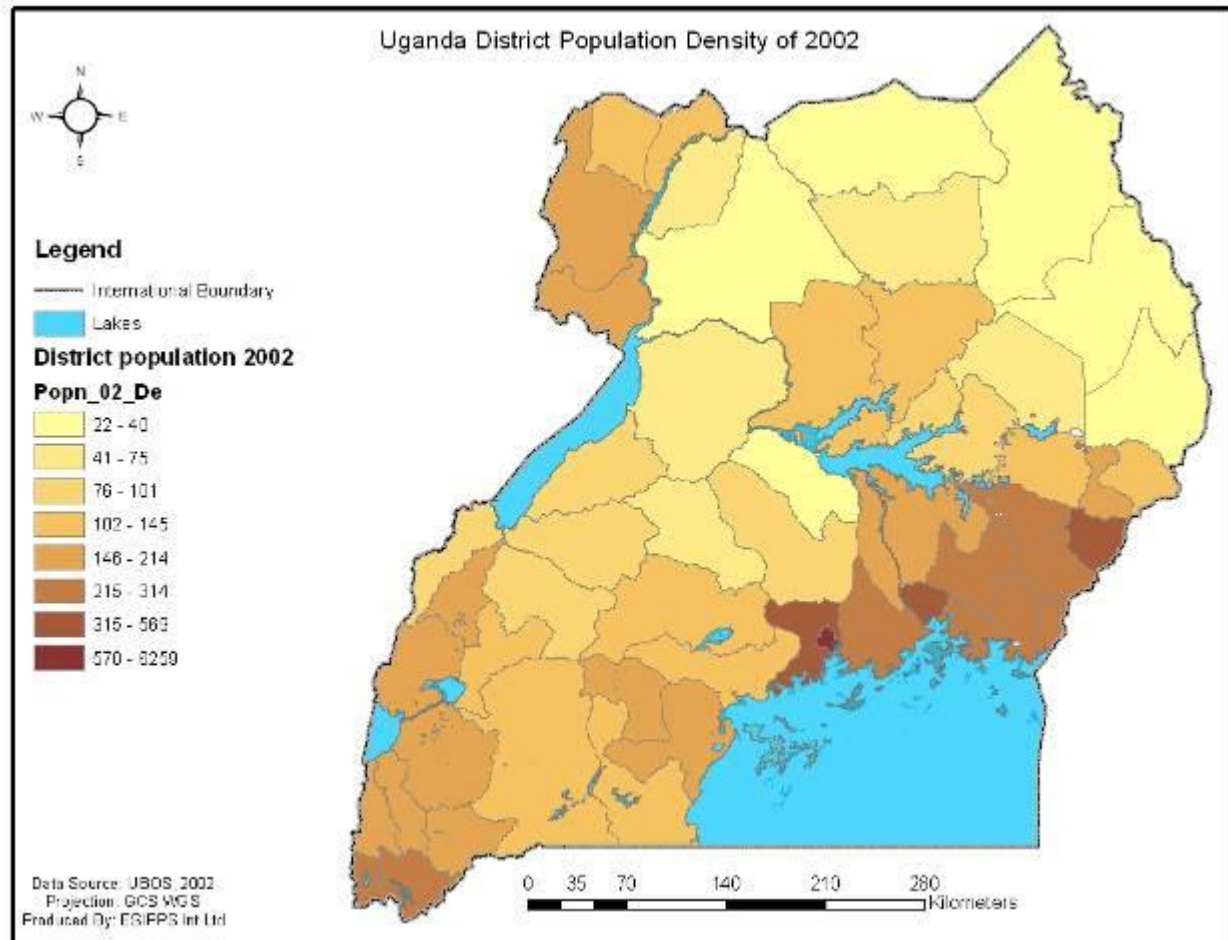 Uganda District Population Density of 2002
N
W E
S
Legend
International Boundary
Lakes
District population 2002
Popn_02_De
22 - 40
41 - 75
76 - 101
102 - 145
146 - 214
215 - 314
315 - 563
570 - 8259
Data Source: UBOS, 2002
Projection: GCS WGS
Produced By: ESIPPS Int Ltd
0 35 70 140 210 280
Kilometers